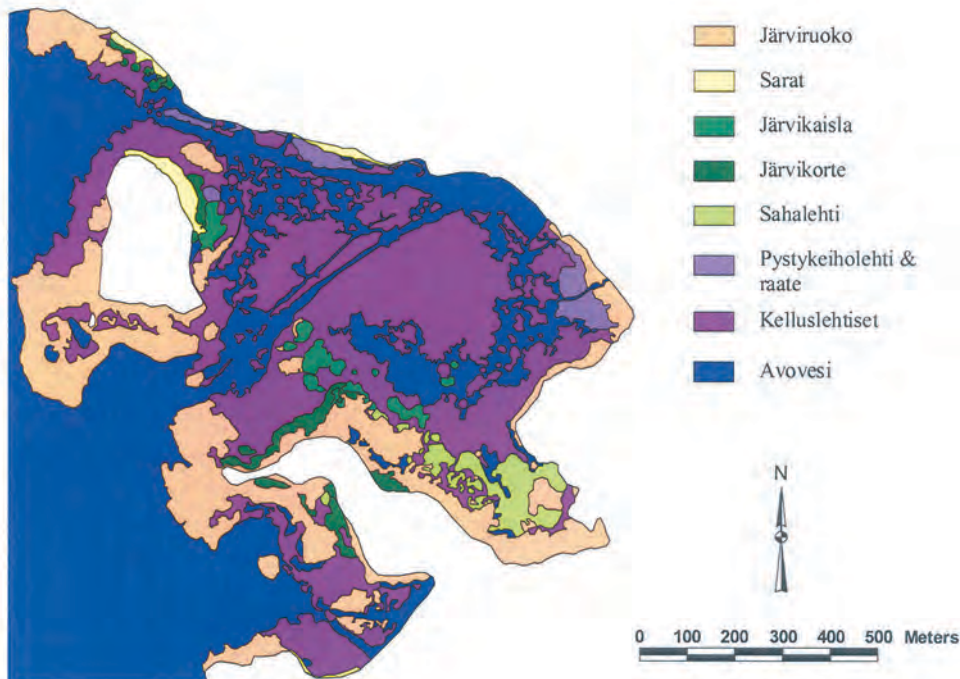 Järviruoko
Sarat
Järvikaisla
Järvikorte
Sahalehti
Pystykeiholehti &
raate
Kelluslehtiset
Avovesi
N
0 100 200 300 400 500 Meters